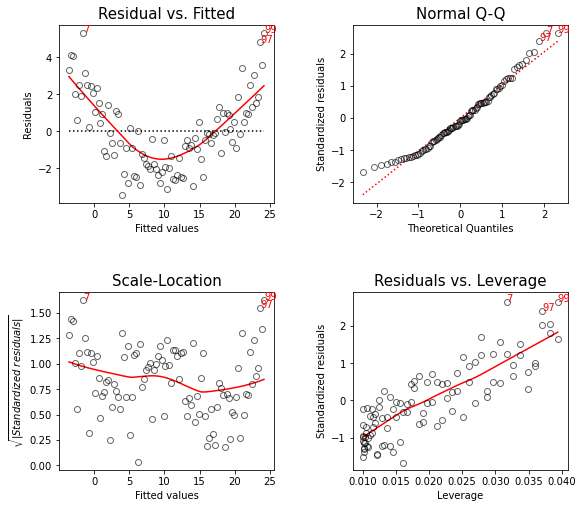 Residual vs. Fitted
7
99
97
4
2
0
−2
Residuals
0 5 10 15 20 25
Fitted values
Normal Q-Q
7
99
97
2
1
0
−1
−2
Standardized residuals
−2 −1 0 1 2
Theoretical Quantiles
Scale-Location
7
99
97
1.50
1.25
1.00
0.75
0.50
0.25
0.00
√|Standardized residuals|
0 5 10 15 20 25
Fitted values
Residuals vs. Leverage
7
99
97
2
1
0
−1
Standardized residuals
0.010 0.015 0.020 0.025 0.030 0.035 0.040
Leverage